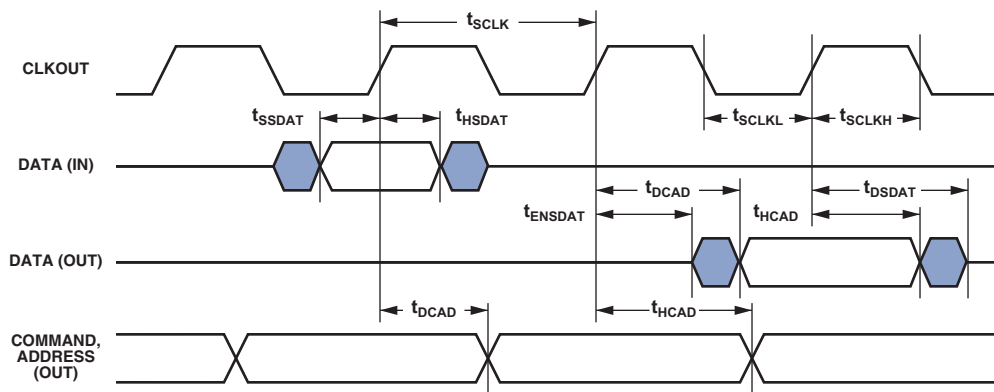 tSCLK
CLKOUT
tSSDAT
tHSDAT
tSCLKL
tSCLKH
DATA (IN)
tDCAD
tDSDAT
tENSDAT
tHCAD
DATA (OUT)
tDCAD
tHCAD
COMMAND,
ADDRESS
(OUT)